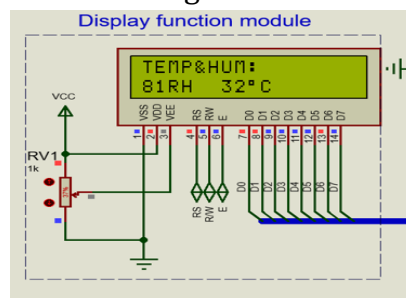 Display function module
TEMP&HUM:
81RH 32°C
VCC
VSS VDD VEE RS RW E D0 D1 D2 D3 D4 D5 D6 D7
1 2 3 4 5 6 7 8 9 10 11 12 13 14
RV1
1k
37%
RS R/W E D0 D1 D2 D3 D4 D5 D6 D7